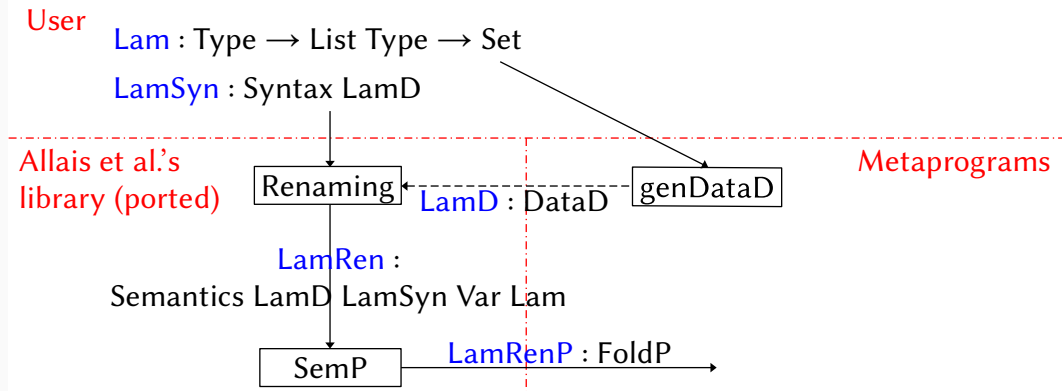 User
Lam : Type → List Type → Set
LamSyn : Syntax LamD
Allais et al.'s
library (ported)
Metaprograms
Renaming
genDataD
LamD : DataD
LamRen :
Semantics LamD LamSyn Var Lam
SemP
LamRenP : FoldP